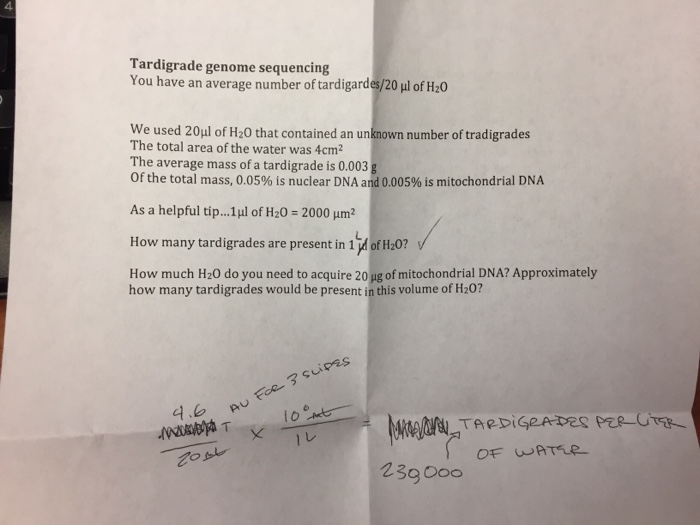 4
Tardigrade genome sequencing
You have an average number of tardigardes/20 µl of H₂O
We used 20µl of H₂O that contained an unknown number of tradigrades
The total area of the water was 4cm²
The average mass of a tardigrade is 0.003 g
Of the total mass, 0.05% is nuclear DNA and 0.005% is mitochondrial DNA
As a helpful tip...1µl of H₂O = 2000 µm²
How many tardigrades are present in 1 L of H₂O? ✓
How much H₂O do you need to acquire 20 µg of mitochondrial DNA? Approximately
how many tardigrades would be present in this volume of H₂O?
4.6 AV FOR 3 SLIDES
T × 10⁶ µL = TARDIGRADES PER LITER
20 µL 1L OF WATER
230,000